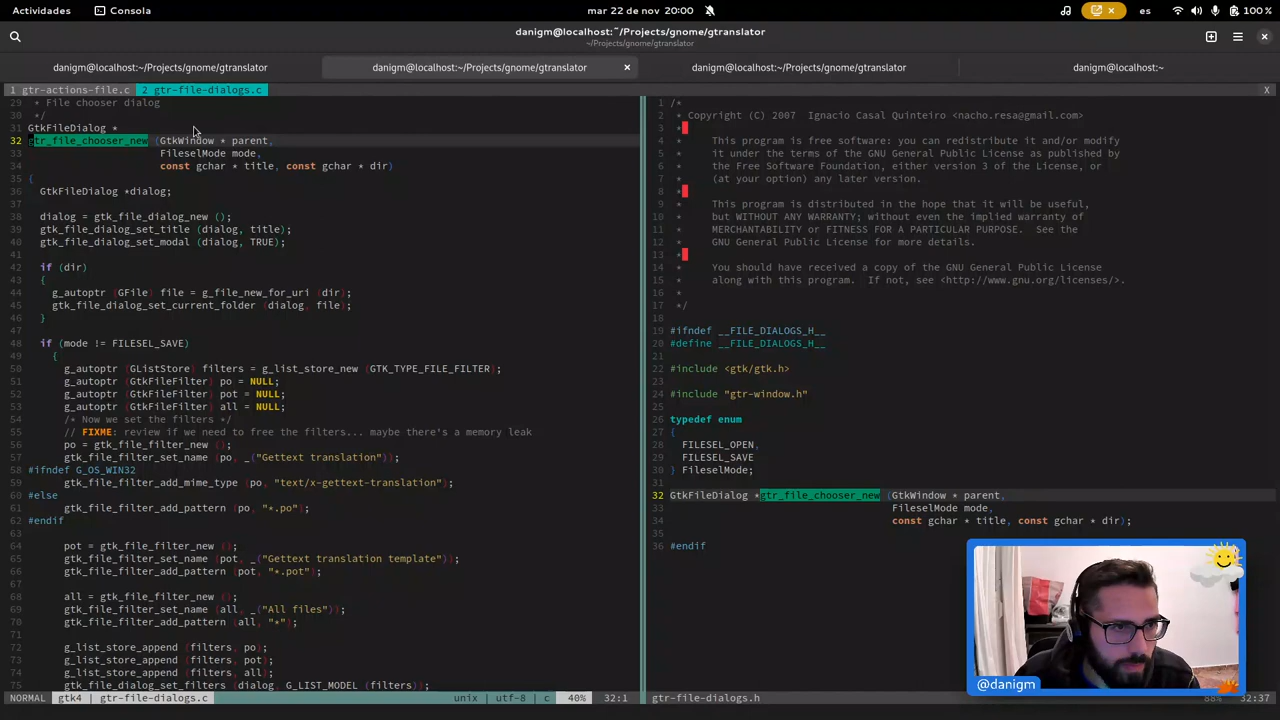 Actividades
Consola
mar 22 de nov 20:00
es
100 %
danigm@localhost:~/Projects/gnome/gtranslator
~/Projects/gnome/gtranslator
danigm@localhost:~/Projects/gnome/gtranslator
danigm@localhost:~/Projects/gnome/gtranslator
danigm@localhost:~/Projects/gnome/gtranslator
danigm@localhost:~
1 gtr-actions-file.c  2 gtr-file-dialogs.c
X
29  * File chooser dialog
30  */
31 GtkFileDialog *
32 gtr_file_chooser_new (GtkWindow * parent,
33                       FileselMode mode,
34                       const gchar * title, const gchar * dir)
35 {
36   GtkFileDialog *dialog;
37
38   dialog = gtk_file_dialog_new ();
39   gtk_file_dialog_set_title (dialog, title);
40   gtk_file_dialog_set_modal (dialog, TRUE);
41
42   if (dir)
43   {
44     g_autoptr (GFile) file = g_file_new_for_uri (dir);
45     gtk_file_dialog_set_current_folder (dialog, file);
46   }
47
48   if (mode != FILESEL_SAVE)
49     {
50       g_autoptr (GListStore) filters = g_list_store_new (GTK_TYPE_FILE_FILTER);
51       g_autoptr (GtkFileFilter) po = NULL;
52       g_autoptr (GtkFileFilter) pot = NULL;
53       g_autoptr (GtkFileFilter) all = NULL;
54       /* Now we set the filters */
55       // FIXME: review if we need to free the filters... maybe there's a memory leak
56       po = gtk_file_filter_new ();
57       gtk_file_filter_set_name (po, _("Gettext translation"));
58 #ifndef G_OS_WIN32
59       gtk_file_filter_add_mime_type (po, "text/x-gettext-translation");
60 #else
61       gtk_file_filter_add_pattern (po, "*.po");
62 #endif
63
64       pot = gtk_file_filter_new ();
65       gtk_file_filter_set_name (pot, _("Gettext translation template"));
66       gtk_file_filter_add_pattern (pot, "*.pot");
67
68       all = gtk_file_filter_new ();
69       gtk_file_filter_set_name (all, _("All files"));
70       gtk_file_filter_add_pattern (all, "*");
71
72       g_list_store_append (filters, po);
73       g_list_store_append (filters, pot);
74       g_list_store_append (filters, all);
75       gtk_file_dialog_set_filters (dialog, G_LIST_MODEL (filters));
NORMAL  gtk4 | gtr-file-dialogs.c  unix | utf-8 | c  40%  32:1
1 /*
2  * Copyright (C) 2007  Ignacio Casal Quinteiro <nacho.resa@gmail.com>
3  *
4  *     This program is free software: you can redistribute it and/or modify
5  *     it under the terms of the GNU General Public License as published by
6  *     the Free Software Foundation, either version 3 of the License, or
7  *     (at your option) any later version.
8  *
9  *     This program is distributed in the hope that it will be useful,
10  *     but WITHOUT ANY WARRANTY; without even the implied warranty of
11  *     MERCHANTABILITY or FITNESS FOR A PARTICULAR PURPOSE.  See the
12  *     GNU General Public License for more details.
13  *
14  *     You should have received a copy of the GNU General Public License
15  *     along with this program.  If not, see <http://www.gnu.org/licenses/>.
16  *
17  */
18
19 #ifndef __FILE_DIALOGS_H__
20 #define __FILE_DIALOGS_H__
21
22 #include <gtk/gtk.h>
23
24 #include "gtr-window.h"
25
26 typedef enum
27 {
28   FILESEL_OPEN,
29   FILESEL_SAVE
30 } FileselMode;
31
32 GtkFileDialog *gtr_file_chooser_new (GtkWindow * parent,
33                                      FileselMode mode,
34                                      const gchar * title, const gchar * dir);
35
36 #endif
gtr-file-dialogs.h  88%  32:37
@danigm